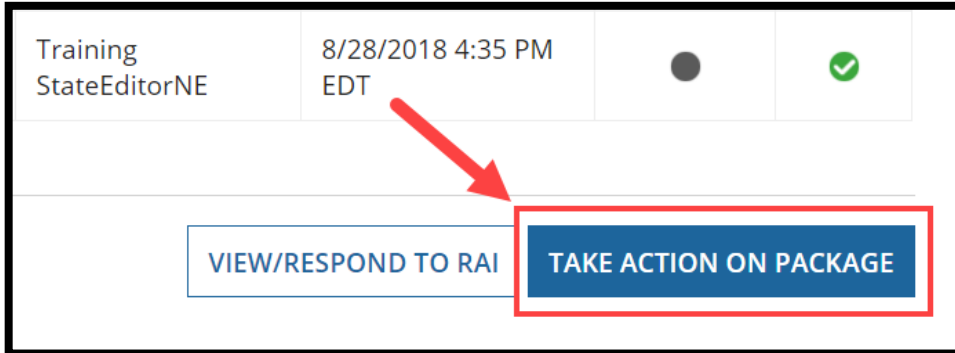 Training
StateEditorNE
8/28/2018 4:35 PM
EDT
VIEW/RESPOND TO RAI
TAKE ACTION ON PACKAGE